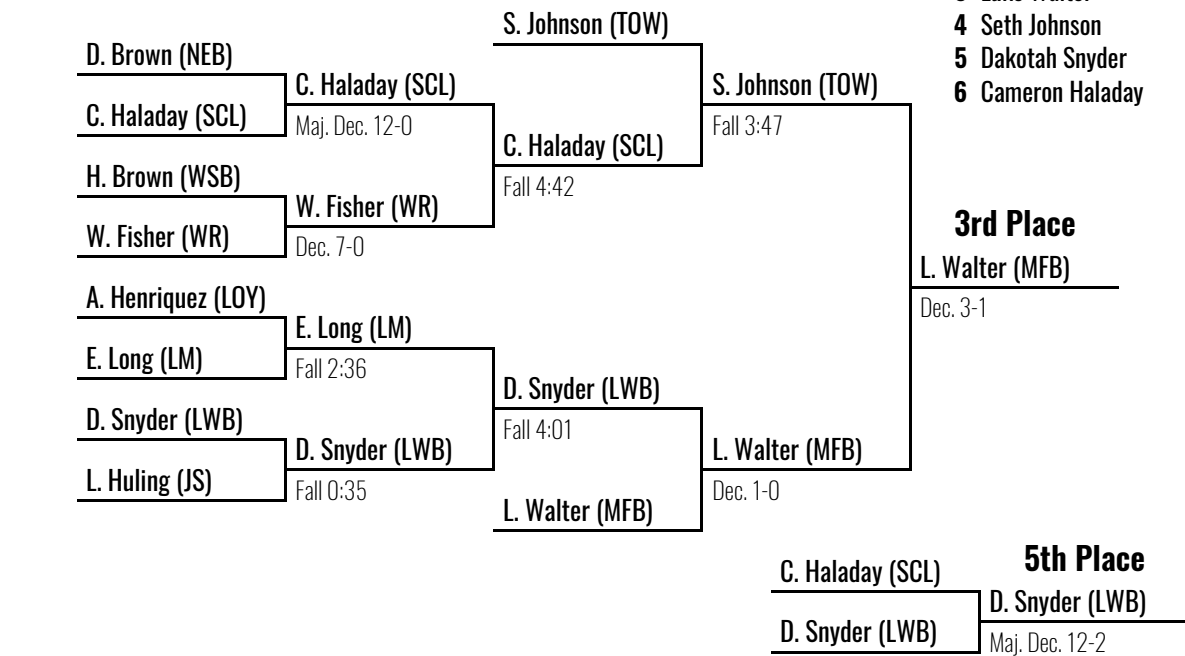 S. Johnson (TOW)
4 Seth Johnson
D. Brown (NEB)
5 Dakotah Snyder
C. Haladay (SCL)
S. Johnson (TOW)
6 Cameron Haladay
C. Haladay (SCL)
Maj. Dec. 12-0
Fall 3:47
C. Haladay (SCL)
H. Brown (WSB)
Fall 4:42
W. Fisher (WR)
3rd Place
W. Fisher (WR)
Dec. 7-0
L. Walter (MFB)
A. Henriquez (LOY)
Dec. 3-1
E. Long (LM)
E. Long (LM)
Fall 2:36
D. Snyder (LWB)
D. Snyder (LWB)
Fall 4:01
D. Snyder (LWB)
L. Walter (MFB)
L. Huling (JS)
Fall 0:35
Dec. 1-0
L. Walter (MFB)
5th Place
C. Haladay (SCL)
D. Snyder (LWB)
D. Snyder (LWB)
Maj. Dec. 12-2